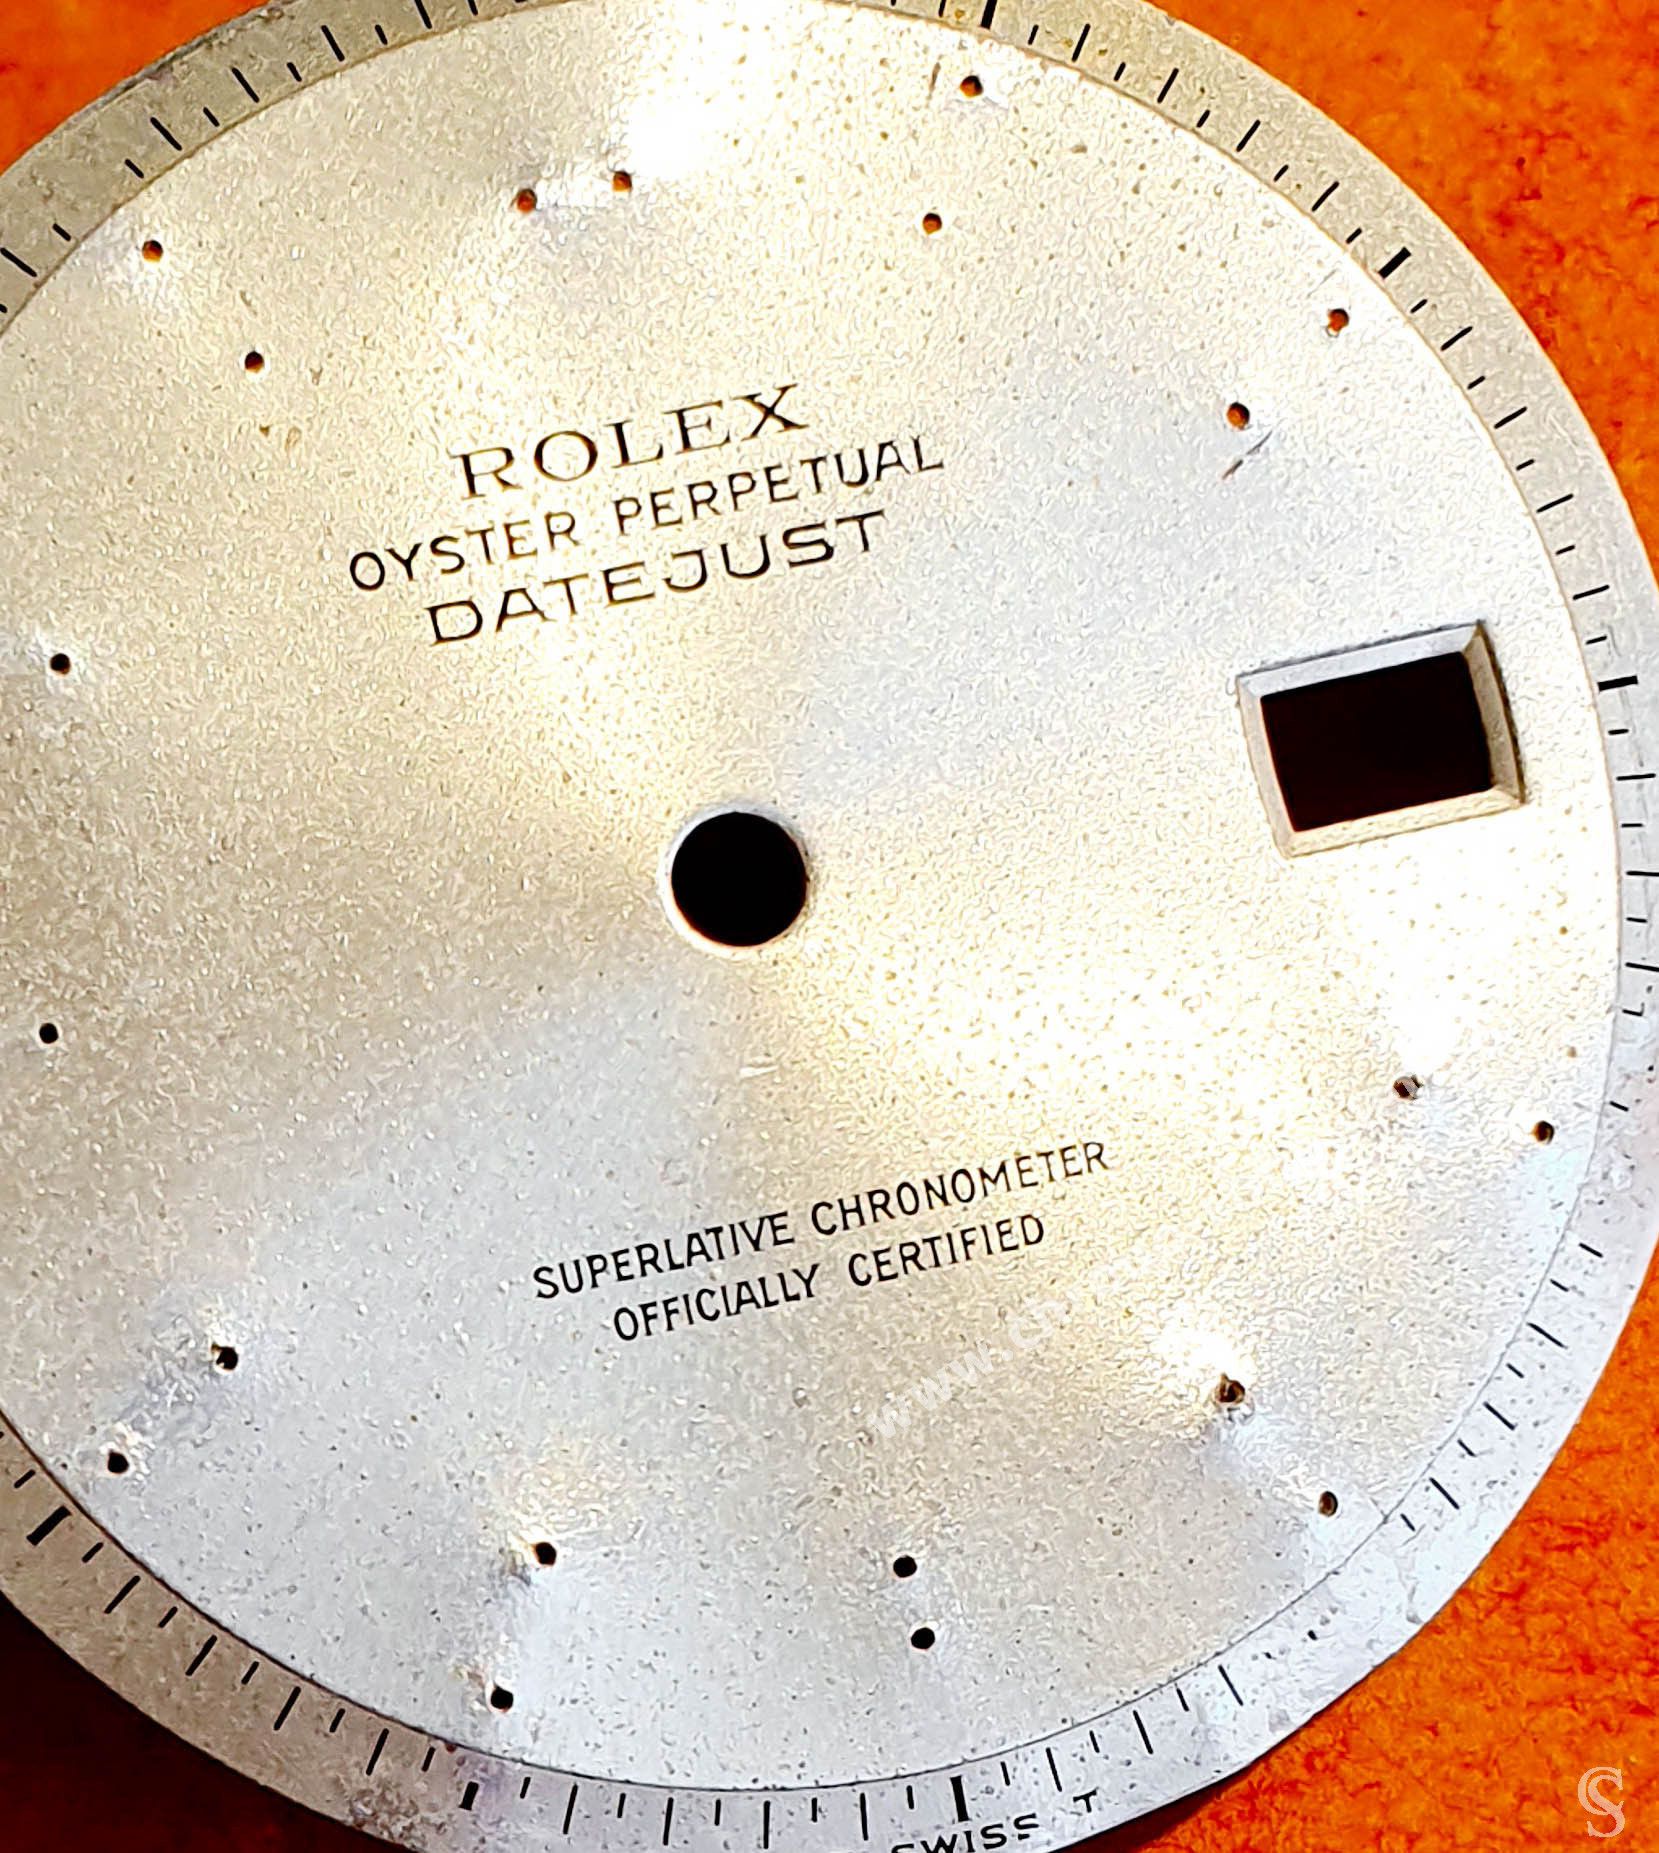 ROLEX
OYSTER PERPETUAL
DATEJUST
SUPERLATIVE CHRONOMETER
OFFICIALLY CERTIFIED
SWISS T